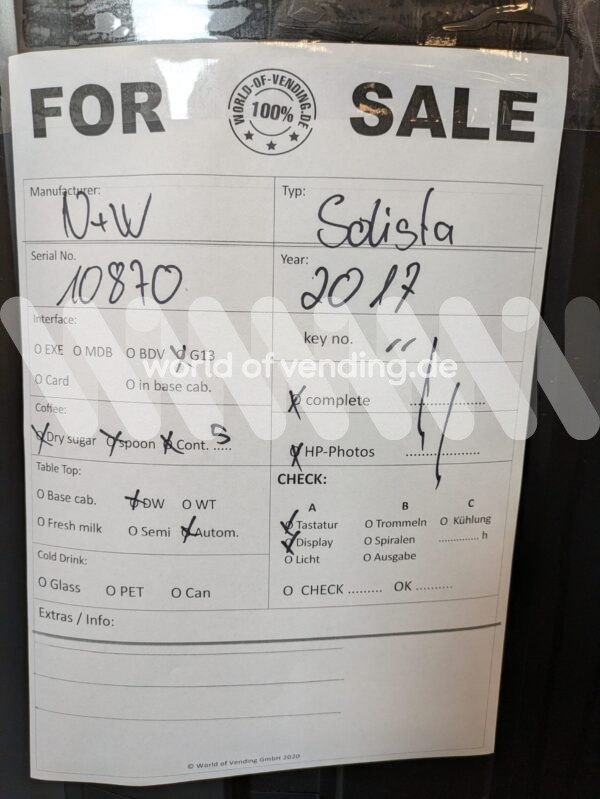 FOR SALE
WORLD-OF-VENDING.DE
100%
Manufacturer: N+W
Typ: Solista
Serial No. 10870
Year: 2017
Interface:
key no. "
O EXE O MDB O BDV O G13
world of vending.de
O Card O in base cab.
O complete ....................
Coffee:
O Dry sugar O spoon O Cont. 5 .....
O HP-Photos ....................
Table Top:
CHECK:
O Base cab. O DW O WT
A B C
O Tastatur O Trommeln O Kühlung
O Fresh milk O Semi O Autom.
O Display O Spiralen .............. h
O Licht O Ausgabe
Cold Drink:
O Glass O PET O Can
O CHECK ......... OK ..........
Extras / Info:
© World of Vending GmbH 2020